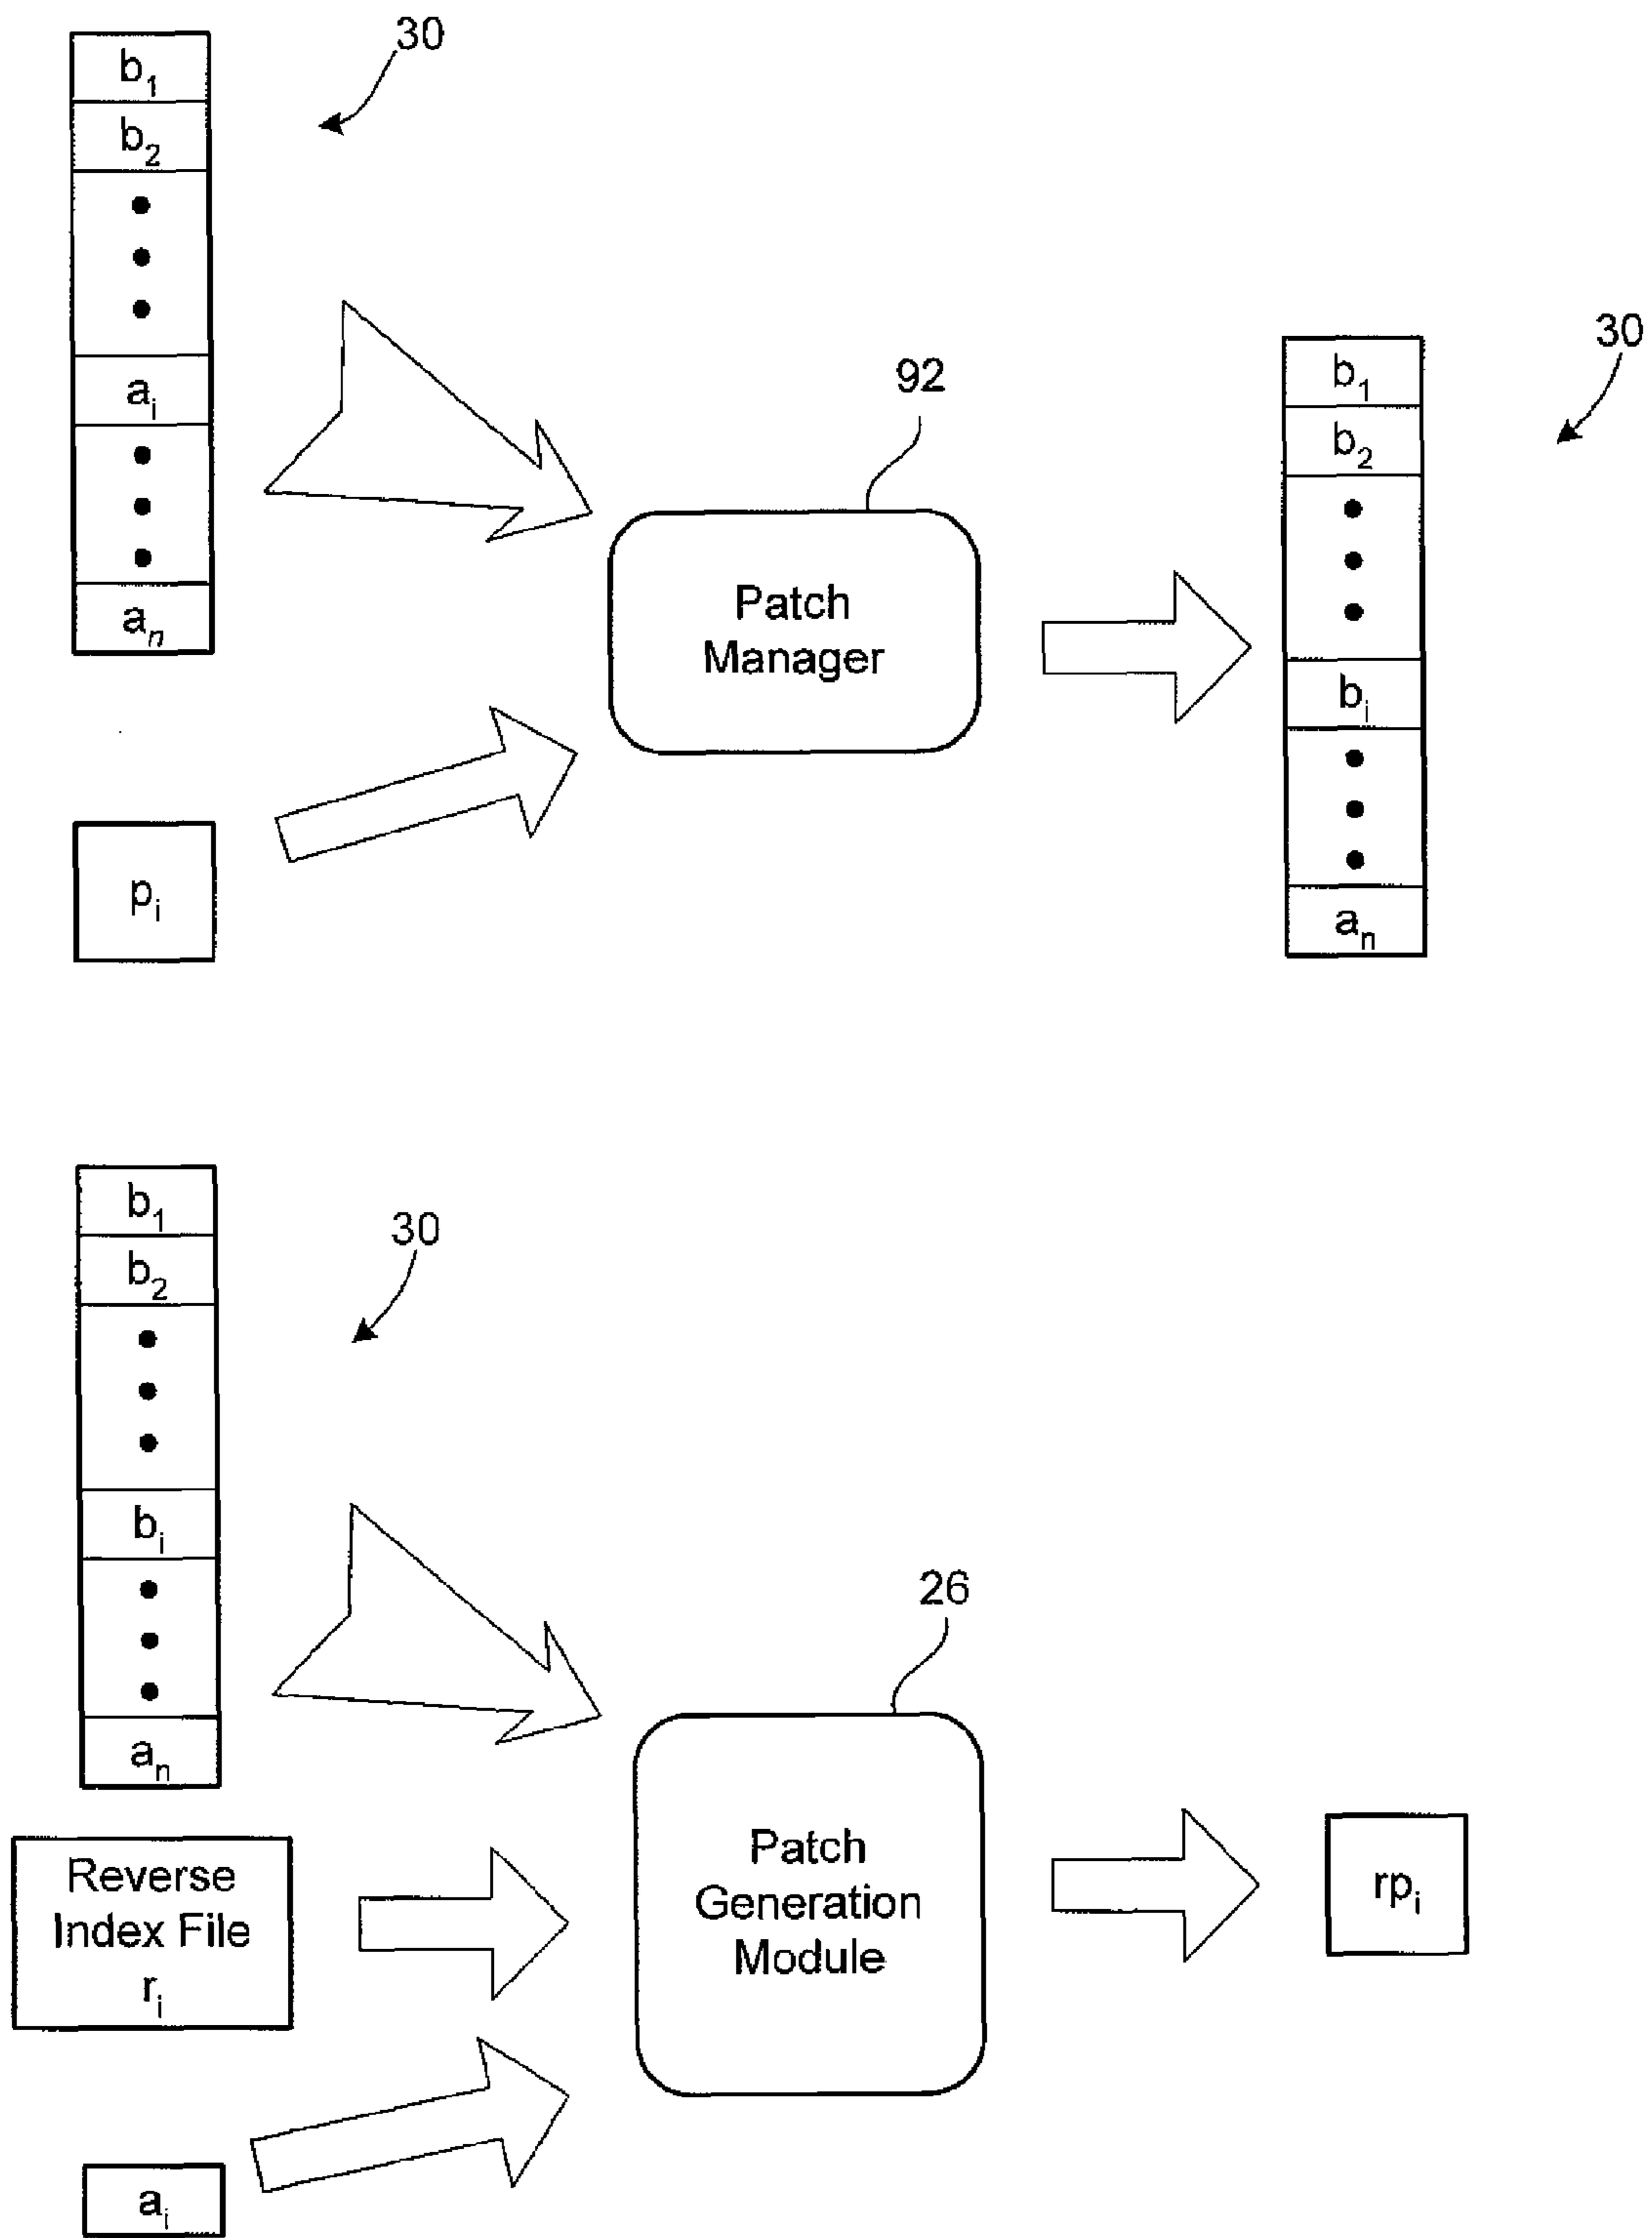 30
b₁
b₂
aᵢ
aₙ
92
Patch
Manager
pᵢ
30
b₁
b₂
bᵢ
aₙ
30
b₁
b₂
bᵢ
aₙ
Reverse
Index File
rᵢ
aᵢ
26
Patch
Generation
Module
rpᵢ